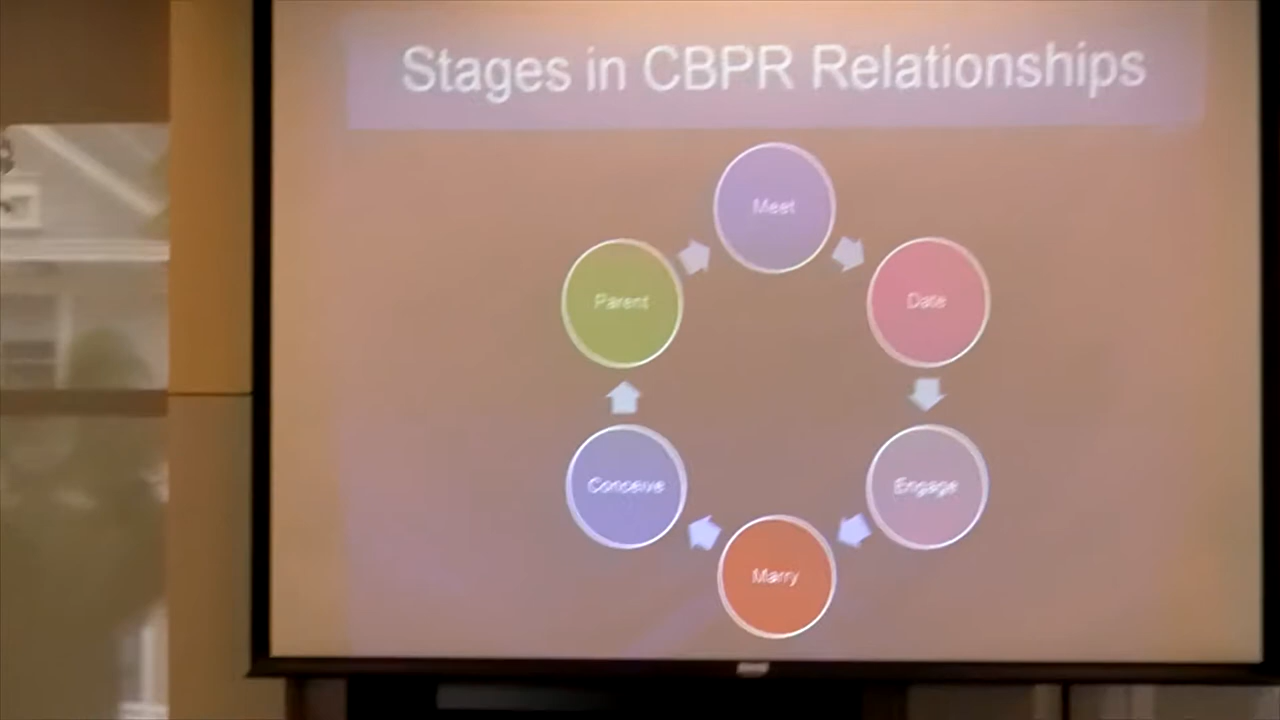 Stages in CBPR Relationships
Meet
Date
Engage
Marry
Conceive
Parent